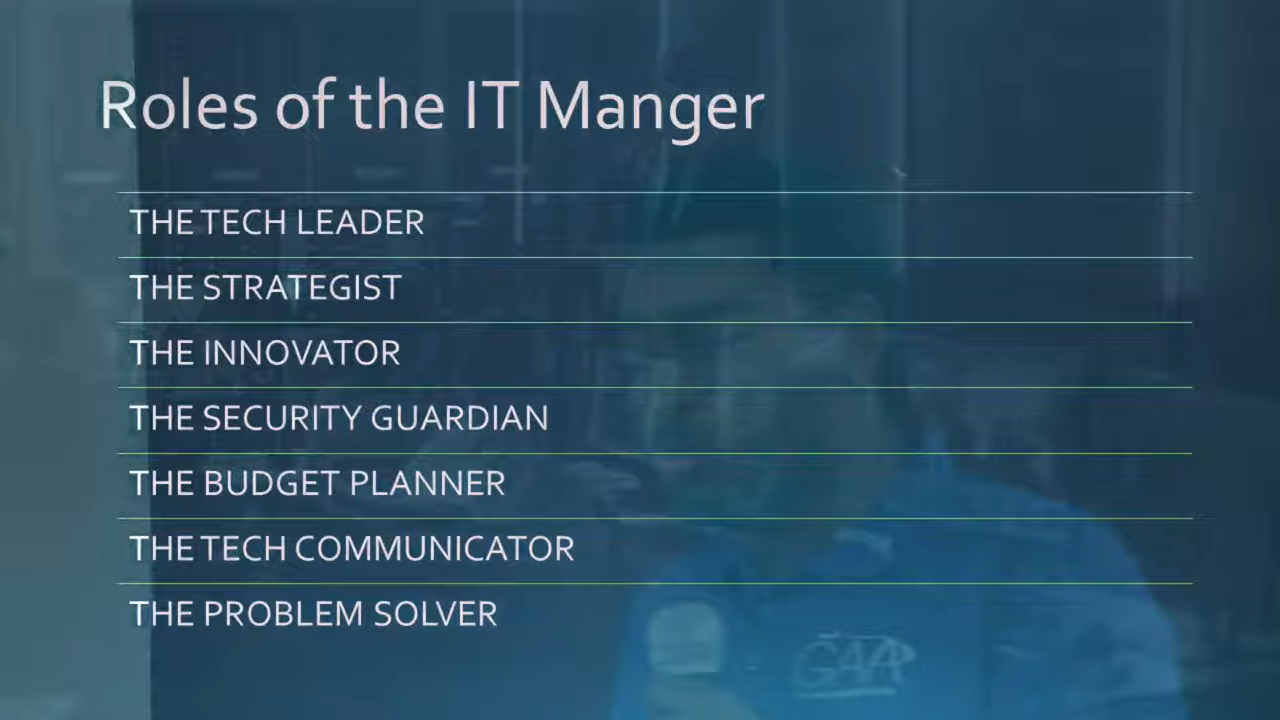 Roles of the IT Manger
THE TECH LEADER
THE STRATEGIST
THE INNOVATOR
THE SECURITY GUARDIAN
THE BUDGET PLANNER
THE TECH COMMUNICATOR
THE PROBLEM SOLVER
GAA